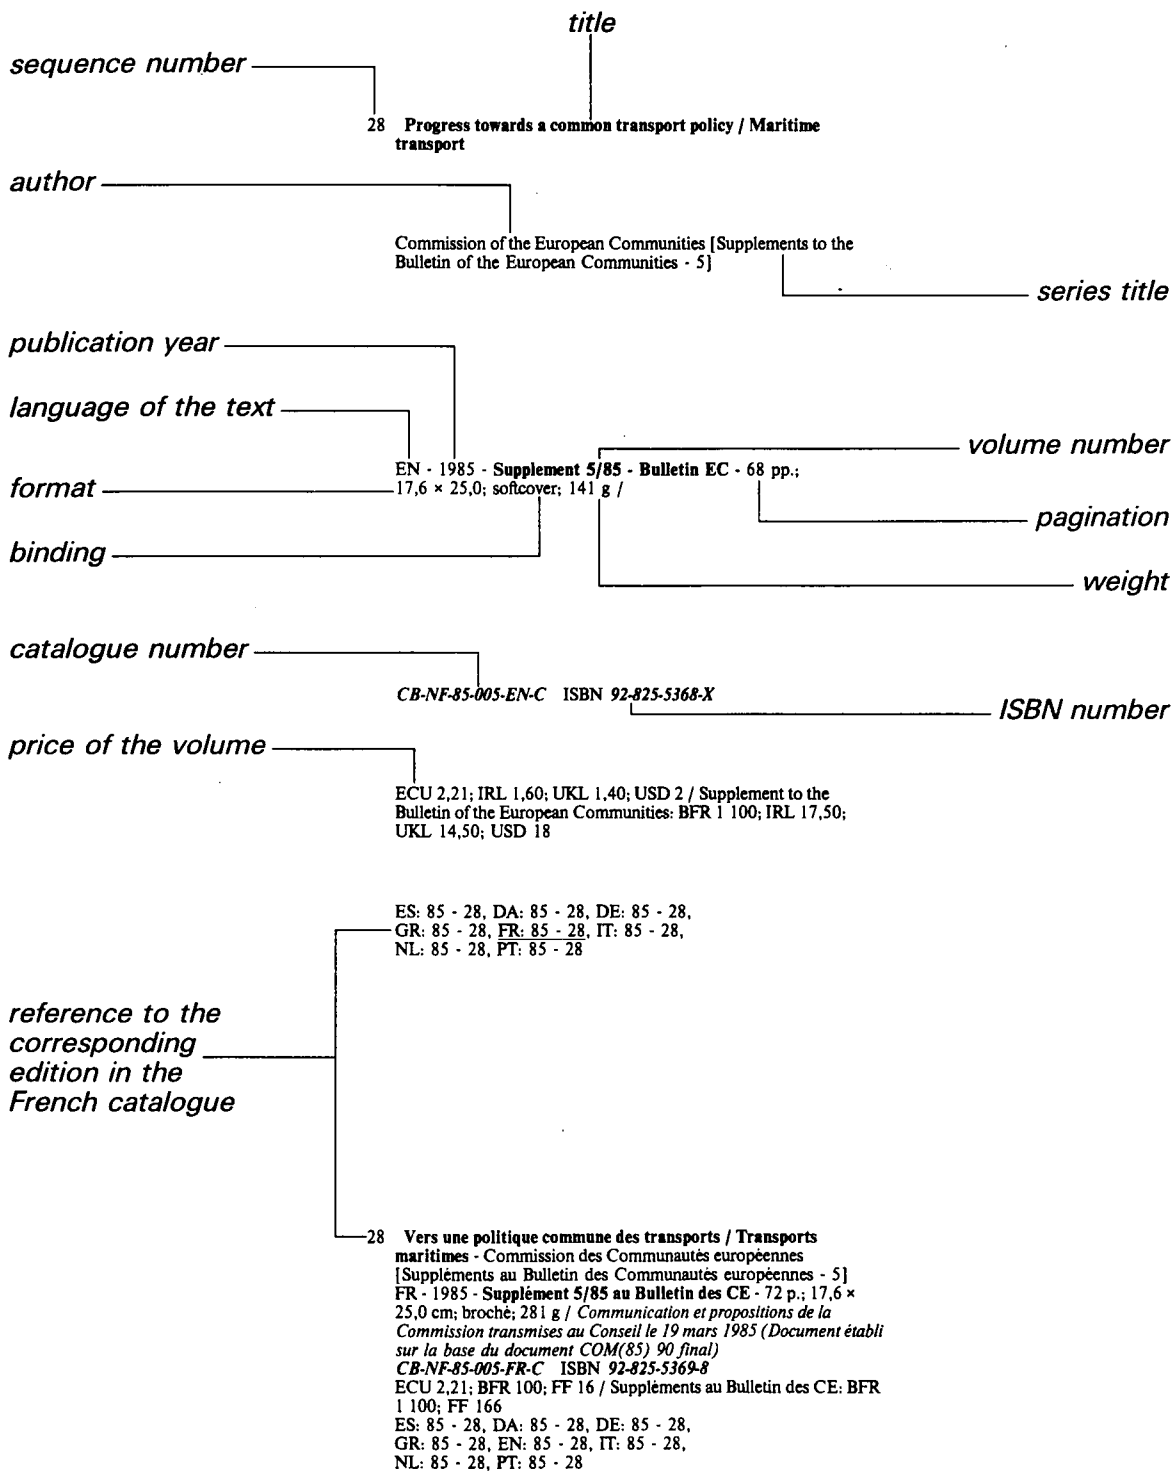 title
sequence number
28 Progress towards a common transport policy / Maritime
transport
author
Commission of the European Communities [Supplements to the
Bulletin of the European Communities - 5]
series title
publication year
language of the text
volume number
EN - 1985 - Supplement 5/85 - Bulletin EC - 68 pp.;
format
17,6 × 25,0; softcover; 141 g /
pagination
binding
weight
catalogue number
CB-NF-85-005-EN-C ISBN 92-825-5368-X
ISBN number
price of the volume
ECU 2,21; IRL 1,60; UKL 1,40; USD 2 / Supplement to the
Bulletin of the European Communities: BFR 1 100; IRL 17,50;
UKL 14,50; USD 18
ES: 85 - 28, DA: 85 - 28, DE: 85 - 28,
GR: 85 - 28, FR: 85 - 28, IT: 85 - 28,
NL: 85 - 28, PT: 85 - 28
reference to the
corresponding
edition in the
French catalogue
28 Vers une politique commune des transports / Transports
maritimes - Commission des Communautés européennes
[Suppléments au Bulletin des Communautés européennes - 5]
FR - 1985 - Supplément 5/85 au Bulletin des CE - 72 p.; 17,6 ×
25,0 cm; broché; 281 g / Communication et propositions de la
Commission transmises au Conseil le 19 mars 1985 (Document établi
sur la base du document COM(85) 90 final)
CB-NF-85-005-FR-C ISBN 92-825-5369-8
ECU 2,21; BFR 100; FF 16 / Suppléments au Bulletin des CE: BFR
1 100; FF 166
ES: 85 - 28, DA: 85 - 28, DE: 85 - 28,
GR: 85 - 28, EN: 85 - 28, IT: 85 - 28,
NL: 85 - 28, PT: 85 - 28